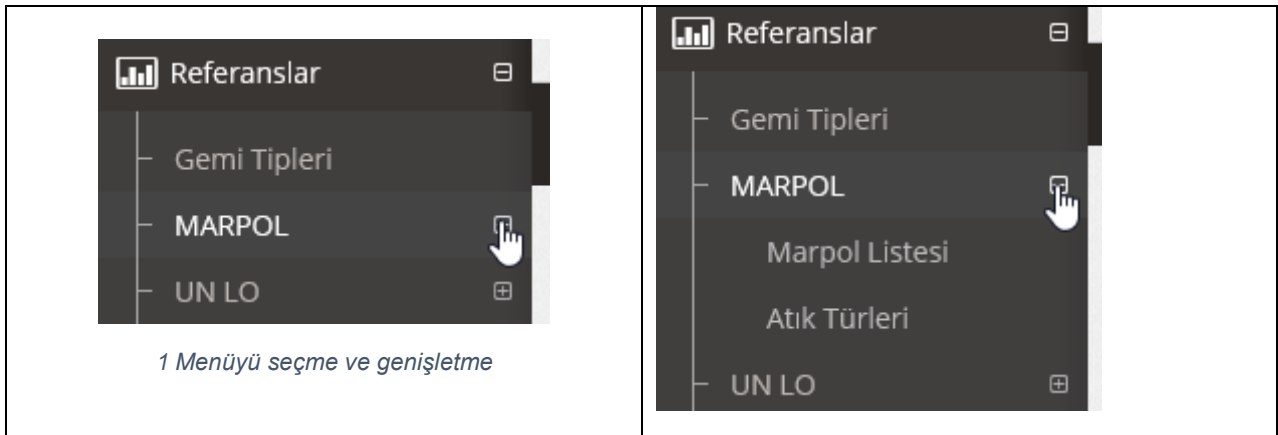 Referanslar
Gemi Tipleri
MARPOL
UN LO
1 Menüyü seçme ve genişletme
Referanslar
Gemi Tipleri
MARPOL
Marpol Listesi
Atık Türleri
UN LO